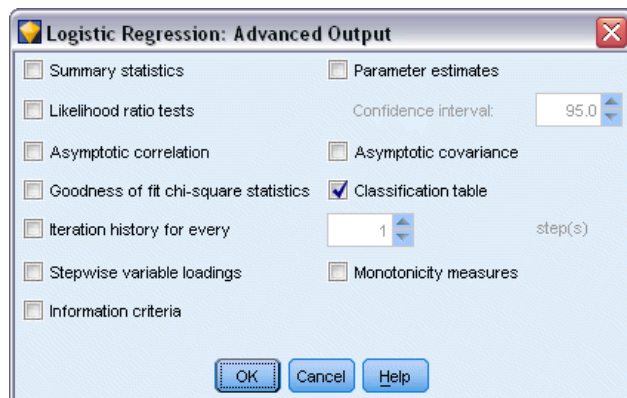 Logistic Regression: Advanced Output
Summary statistics
Parameter estimates
Likelihood ratio tests
Confidence interval: 95.0
Asymptotic correlation
Asymptotic covariance
Goodness of fit chi-square statistics
Classification table
Iteration history for every 1 step(s)
Stepwise variable loadings
Monotonicity measures
Information criteria
OK Cancel Help